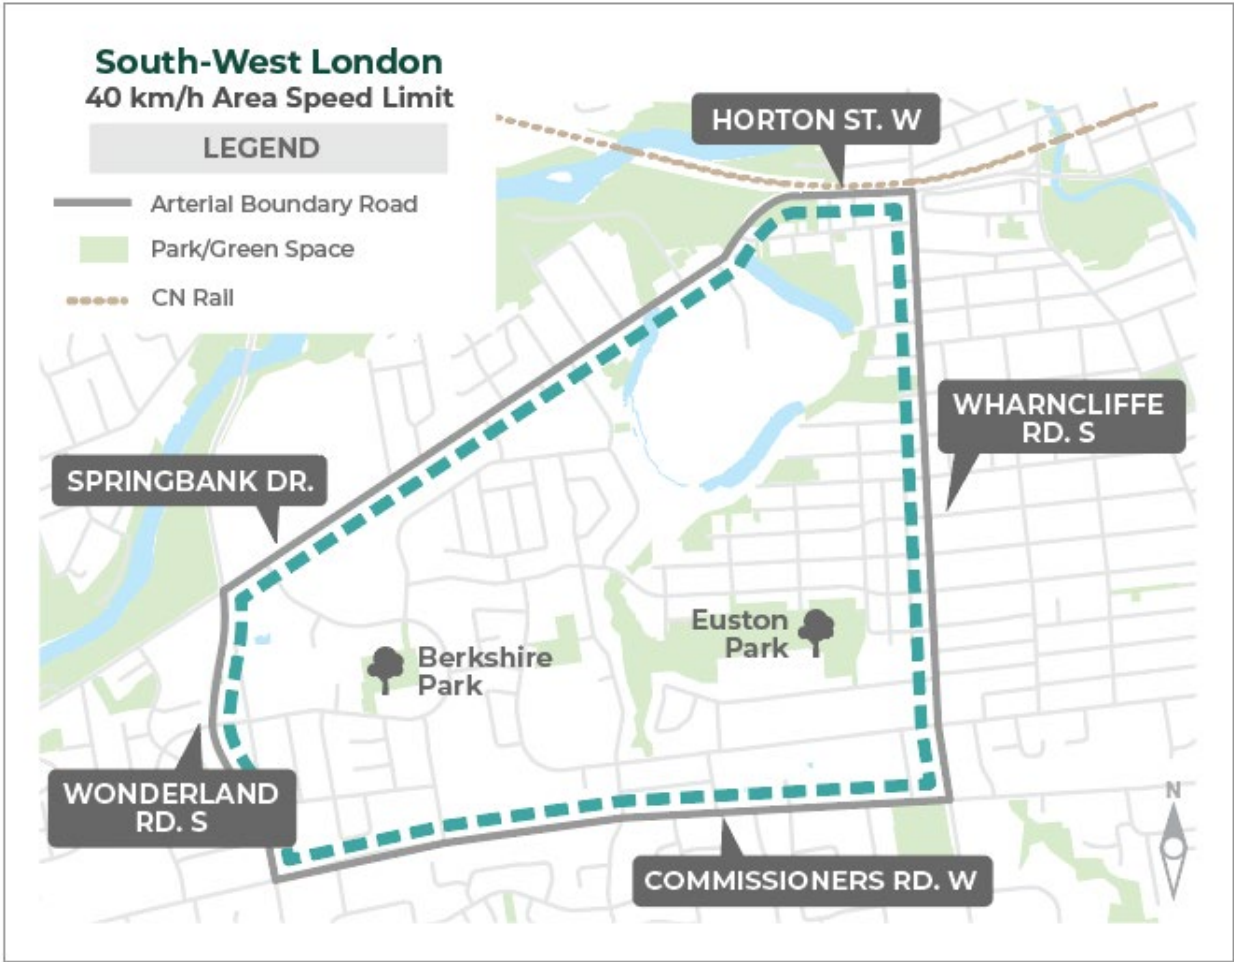 South-West London
40 km/h Area Speed Limit
LEGEND
Arterial Boundary Road
Park/Green Space
CN Rail
HORTON ST. W
WHARNCLIFFE
RD. S
SPRINGBANK DR.
Euston
Park
Berkshire
Park
WONDERLAND
RD. S
COMMISSIONERS RD. W
N